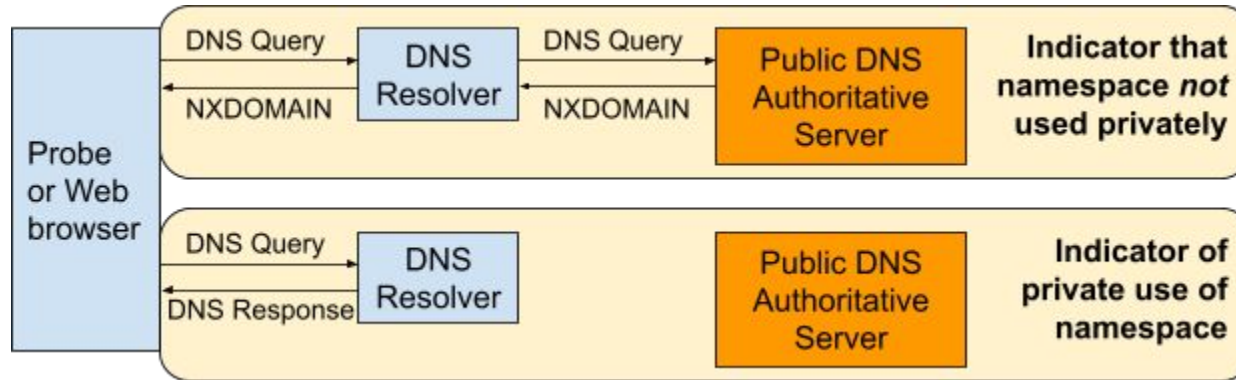 Probe
or Web
browser
DNS Query
NXDOMAIN
DNS
Resolver
DNS Query
NXDOMAIN
Public DNS
Authoritative
Server
Indicator that
namespace not
used privately
DNS Query
DNS Response
DNS
Resolver
Public DNS
Authoritative
Server
Indicator of
private use of
namespace